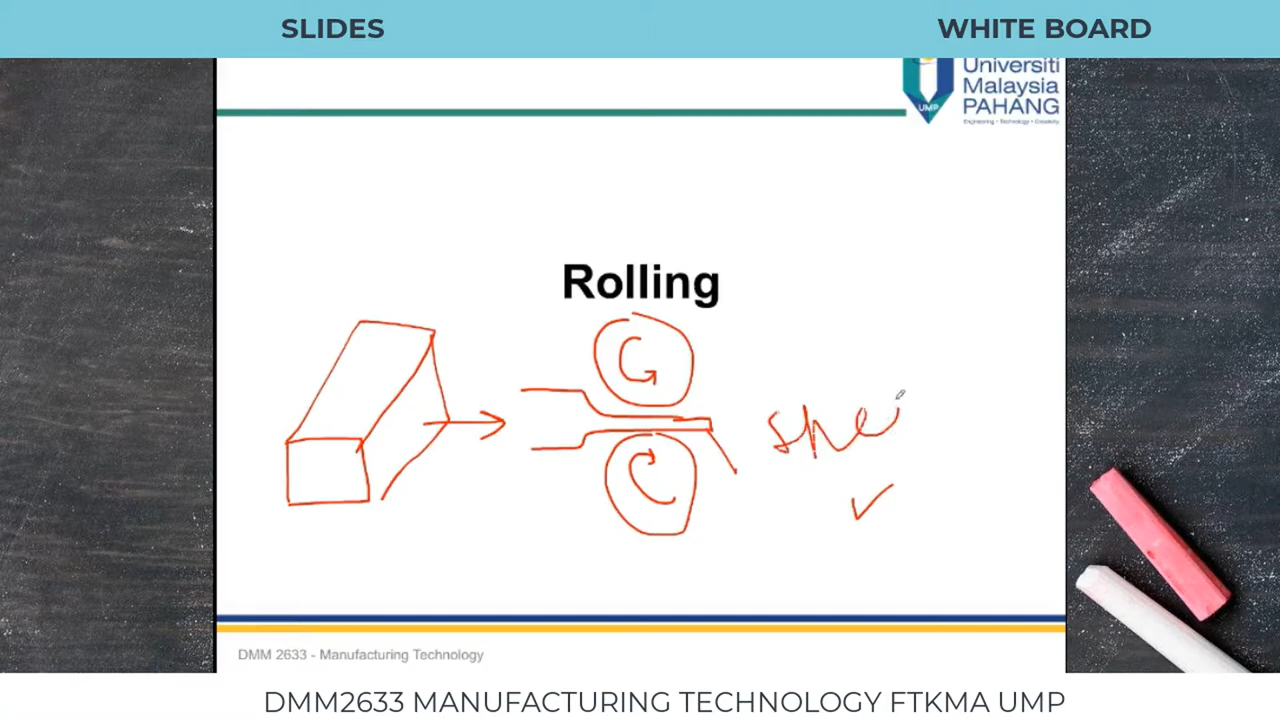 SLIDES
WHITE BOARD
Universiti
Malaysia
PAHANG
Engineering • Technology • Creativity
UMP
Rolling
DMM 2633 - Manufacturing Technology
DMM2633 MANUFACTURING TECHNOLOGY FTKMA UMP